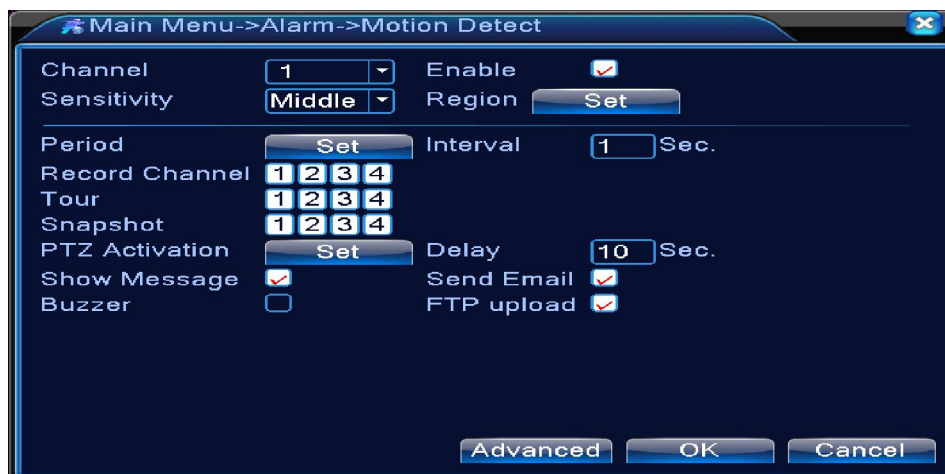 Main Menu->Alarm->Motion Detect
Channel 1 Enable
Sensitivity Middle Region Set
Period Set Interval 1 Sec.
Record Channel 1 2 3 4
Tour 1 2 3 4
Snapshot 1 2 3 4
PTZ Activation Set Delay 10 Sec.
Show Message Send Email
Buzzer FTP upload
Advanced OK Cancel